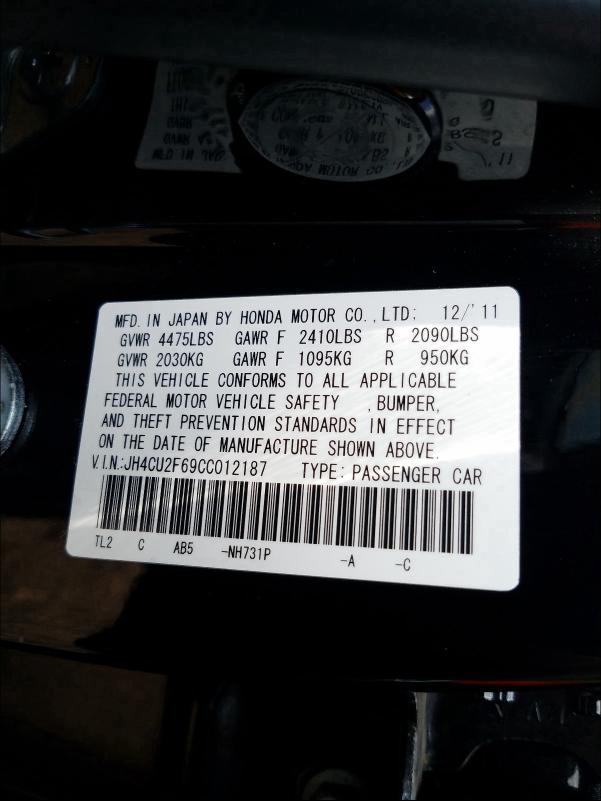 MFD. IN JAPAN BY HONDA MOTOR CO., LTD: 12/'11
GVWR 4475LBS GAWR F 2410LBS R 2090LBS
GVWR 2030KG GAWR F 1095KG R 950KG
THIS VEHICLE CONFORMS TO ALL APPLICABLE
FEDERAL MOTOR VEHICLE SAFETY , BUMPER,
AND THEFT PREVENTION STANDARDS IN EFFECT
ON THE DATE OF MANUFACTURE SHOWN ABOVE.
V.I.N:JH4CU2F69CC012187 TYPE: PASSENGER CAR
TL2 C AB5 -NH731P -A -C